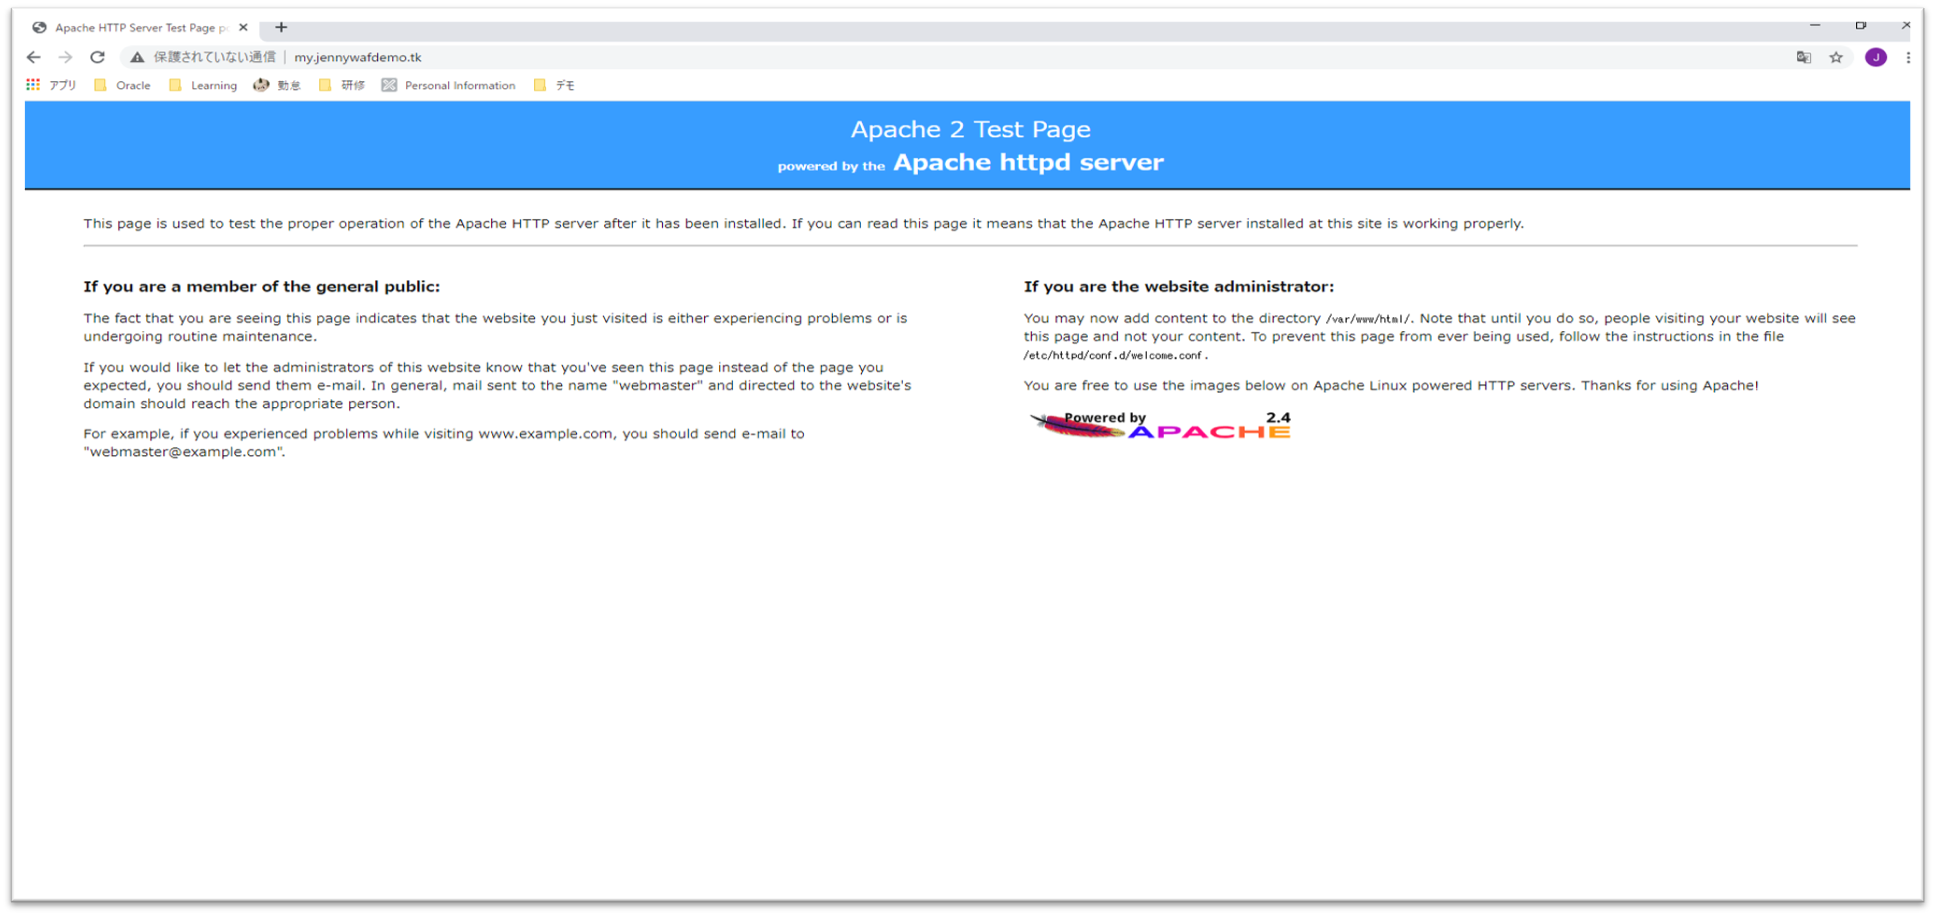 Apache HTTP Server Test Page po
保護されていない通信 | my.jennywafdemo.tk
J
アプリ Oracle Learning 勤怠 研修 Personal Information デモ
Apache 2 Test Page
powered by the Apache httpd server
This page is used to test the proper operation of the Apache HTTP server after it has been installed. If you can read this page it means that the Apache HTTP server installed at this site is working properly.
If you are a member of the general public:
The fact that you are seeing this page indicates that the website you just visited is either experiencing problems or is
undergoing routine maintenance.
If you would like to let the administrators of this website know that you've seen this page instead of the page you
expected, you should send them e-mail. In general, mail sent to the name "webmaster" and directed to the website's
domain should reach the appropriate person.
For example, if you experienced problems while visiting www.example.com, you should send e-mail to
"webmaster@example.com".
If you are the website administrator:
You may now add content to the directory /var/www/html/. Note that until you do so, people visiting your website will see
this page and not your content. To prevent this page from ever being used, follow the instructions in the file
/etc/httpd/conf.d/welcome.conf.
You are free to use the images below on Apache Linux powered HTTP servers. Thanks for using Apache!
Powered by 2.4
APACHE